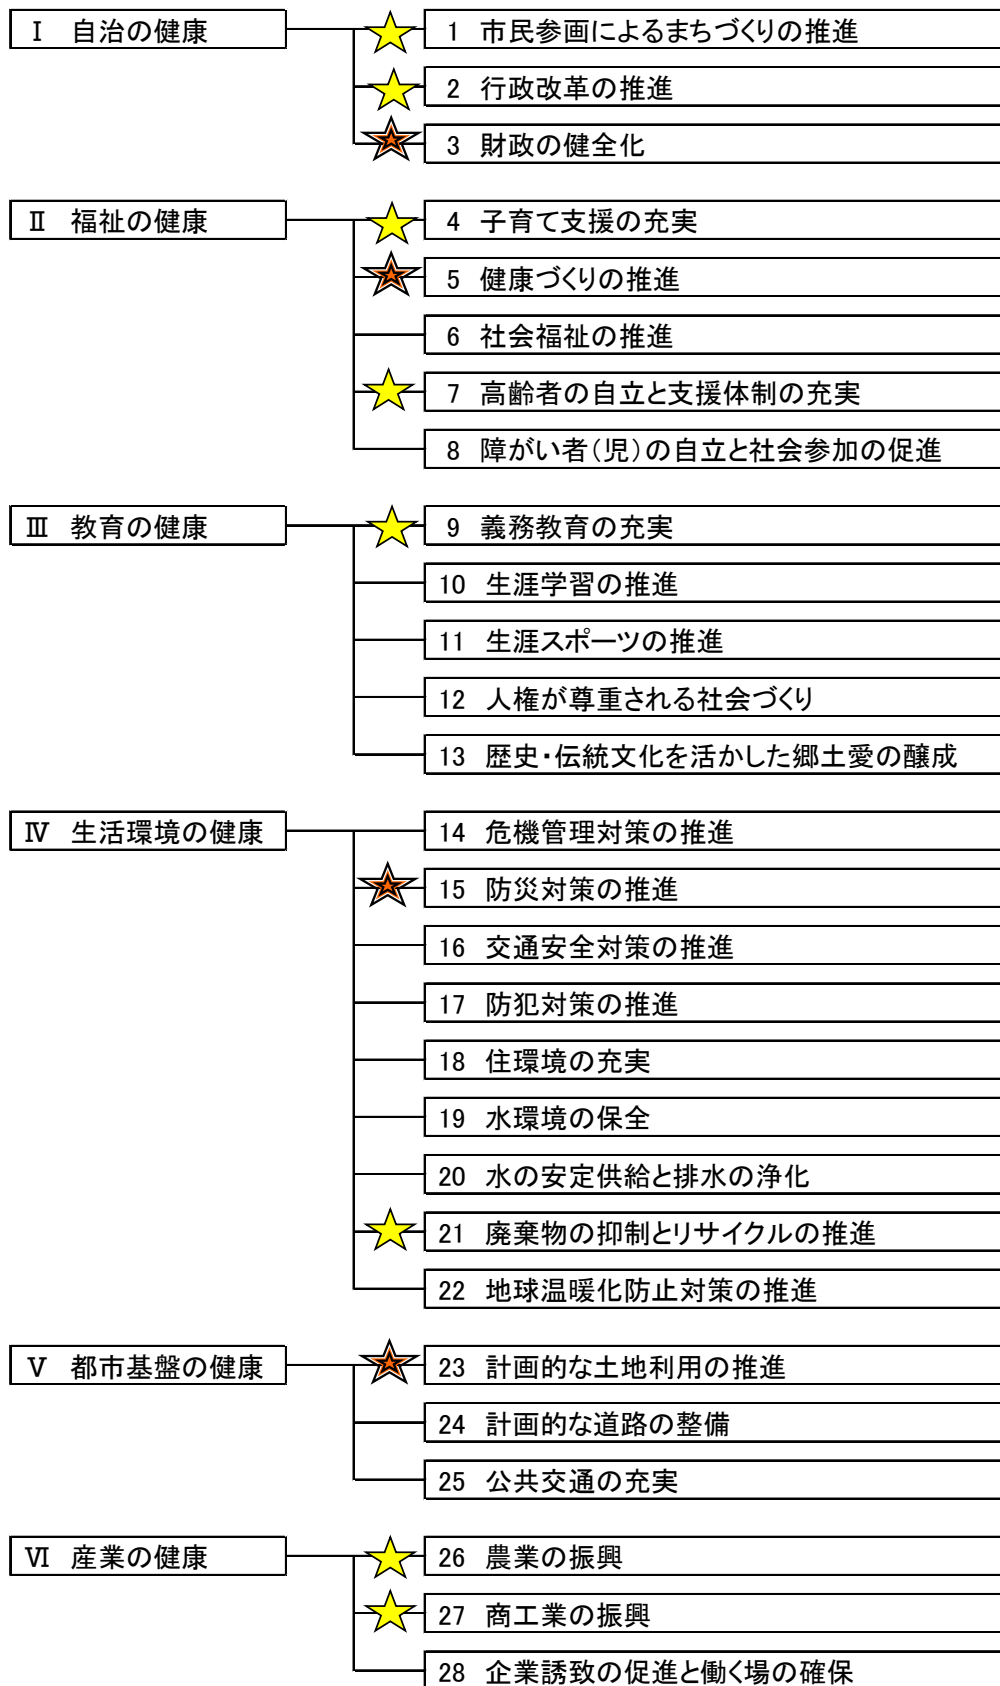 Ⅰ 自治の健康
1 市民参画によるまちづくりの推進
2 行政改革の推進
3 財政の健全化
Ⅱ 福祉の健康
4 子育て支援の充実
5 健康づくりの推進
6 社会福祉の推進
7 高齢者の自立と支援体制の充実
8 障がい者(児)の自立と社会参加の促進
Ⅲ 教育の健康
9 義務教育の充実
10 生涯学習の推進
11 生涯スポーツの推進
12 人権が尊重される社会づくり
13 歴史・伝統文化を活かした郷土愛の醸成
Ⅳ 生活環境の健康
14 危機管理対策の推進
15 防災対策の推進
16 交通安全対策の推進
17 防犯対策の推進
18 住環境の充実
19 水環境の保全
20 水の安定供給と排水の浄化
21 廃棄物の抑制とリサイクルの推進
22 地球温暖化防止対策の推進
Ⅴ 都市基盤の健康
23 計画的な土地利用の推進
24 計画的な道路の整備
25 公共交通の充実
Ⅵ 産業の健康
26 農業の振興
27 商工業の振興
28 企業誘致の促進と働く場の確保